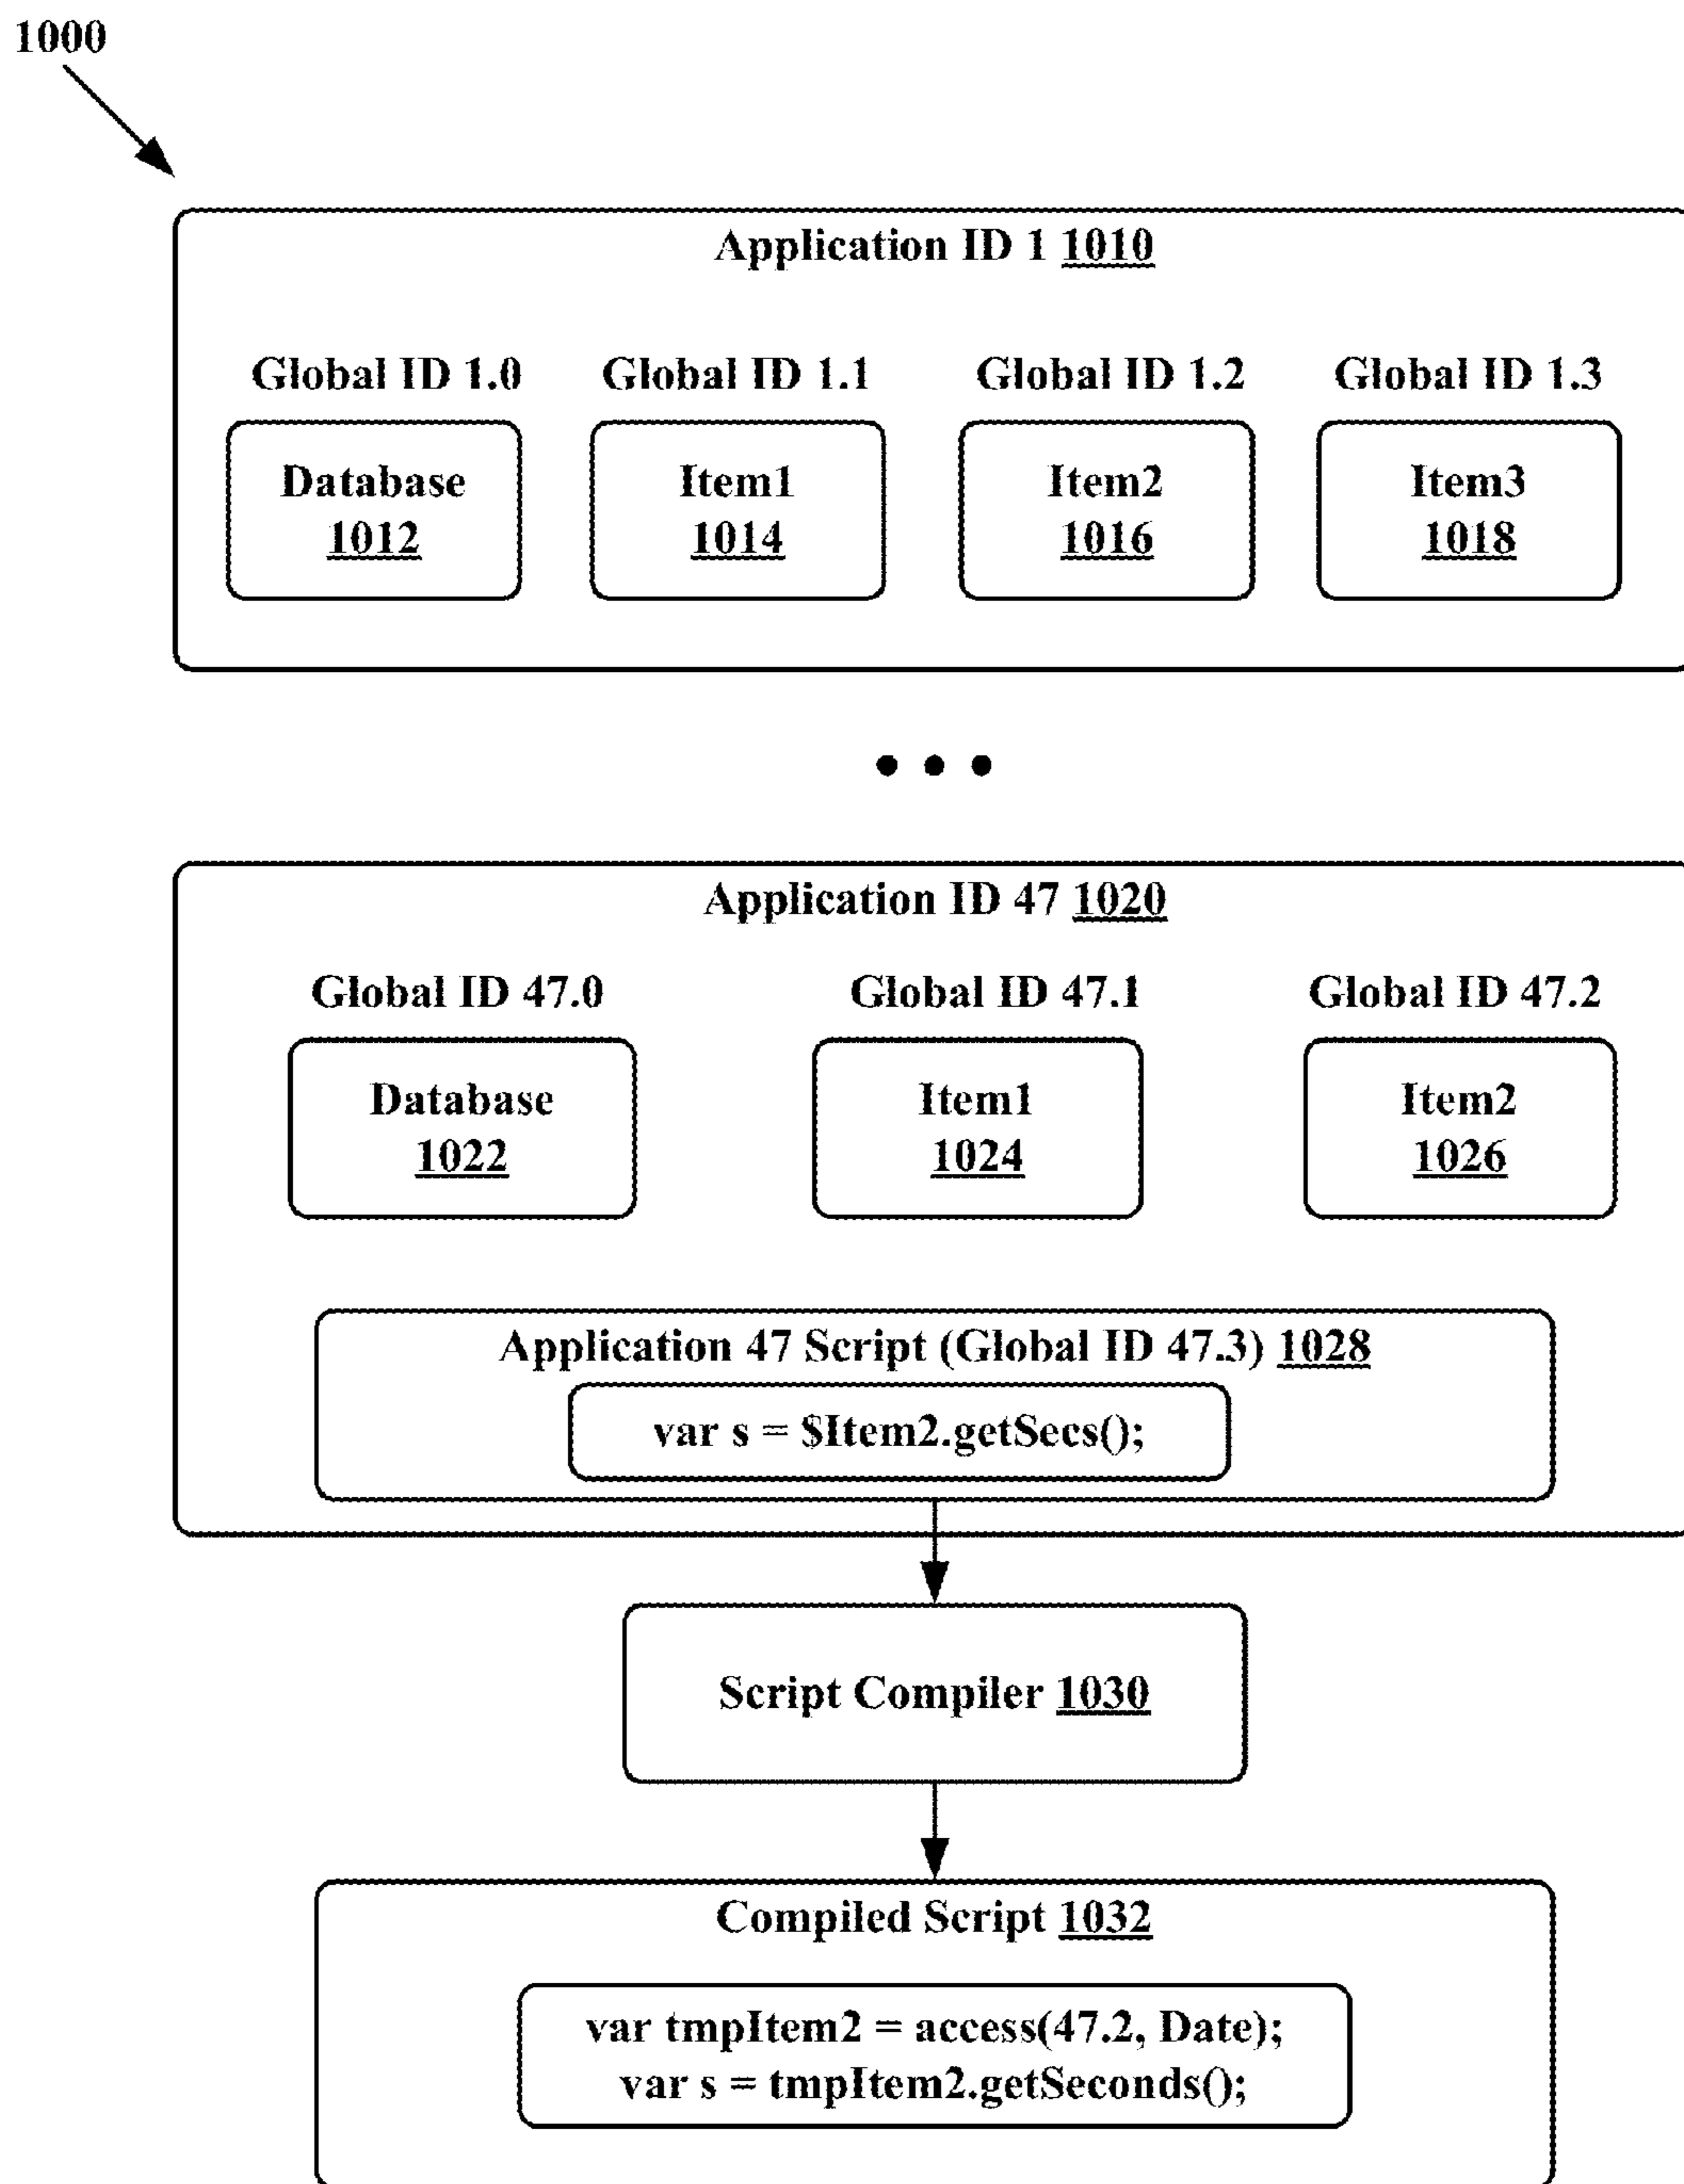 1000
Application ID 1 1010
Global ID 1.0 Global ID 1.1 Global ID 1.2 Global ID 1.3
Database Item1 Item2 Item3
1012 1014 1016 1018
Application ID 47 1020
Global ID 47.0 Global ID 47.1 Global ID 47.2
Database Item1 Item2
1022 1024 1026
Application 47 Script (Global ID 47.3) 1028
var s = $Item2.getSecs();
Script Compiler 1030
Compiled Script 1032
var tmpItem2 = access(47.2, Date);
var s = tmpItem2.getSeconds();